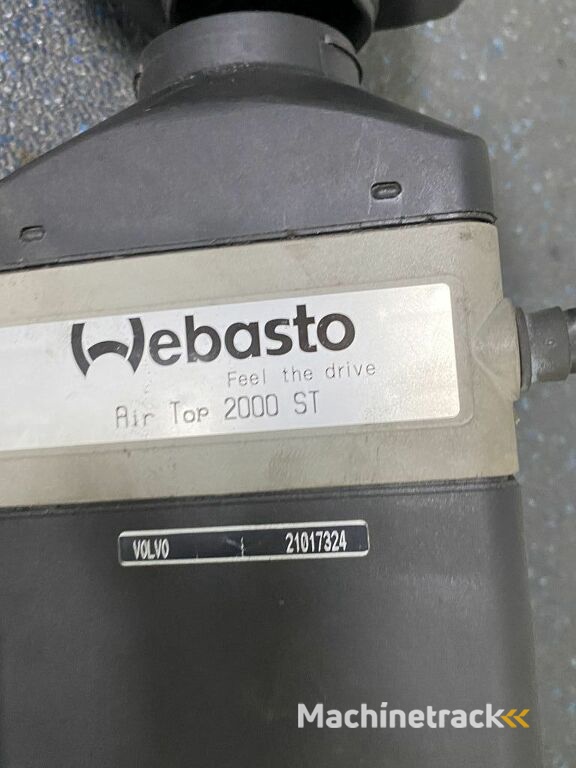 Webasto
Feel the drive
Air Top 2000 ST
VOLVO 21017324
Machinetrack